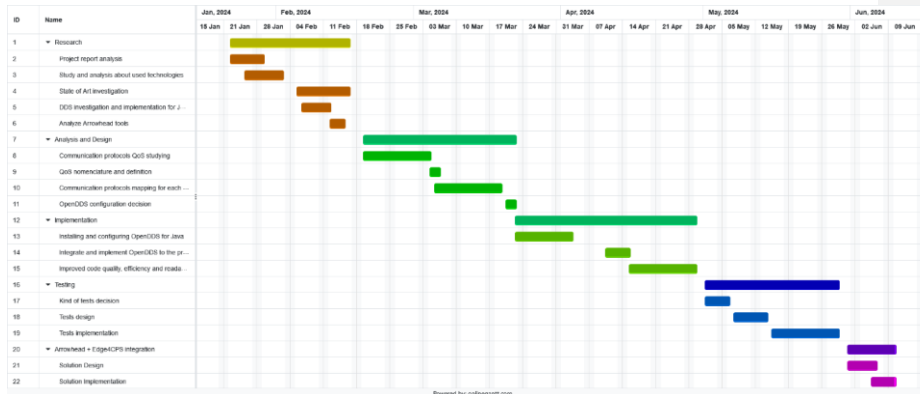 ID Name Jan, 2024 Feb, 2024 Mar, 2024 Apr, 2024 May, 2024 Jun, 2024
15 Jan 21 Jan 28 Jan 04 Feb 11 Feb 18 Feb 25 Feb 03 Mar 10 Mar 17 Mar 24 Mar 31 Mar 07 Apr 14 Apr 21 Apr 28 Apr 05 May 12 May 19 May 26 May 02 Jun 09 Jun
1 Research
2 Project report analysis
3 Study and analysis about used technologies
4 State of Art investigation
5 DDS investigation and implementation for J...
6 Analyze Arrowhead tools
7 Analysis and Design
8 Communication protocols QoS studying
9 QoS nomenclature and definition
10 Communication protocols mapping for each ...
11 OpenDDS configuration decision
12 Implementation
13 Installing and configuring OpenDDS for Java
14 Integrate and implement OpenDDS to the pr...
15 Improved code quality, efficiency and reada...
16 Testing
17 Kind of tests decision
18 Tests design
19 Tests implementation
20 Arrowhead + Edge4CPS integration
21 Solution Design
22 Solution Implementation
Powered by: onlinegantt.com